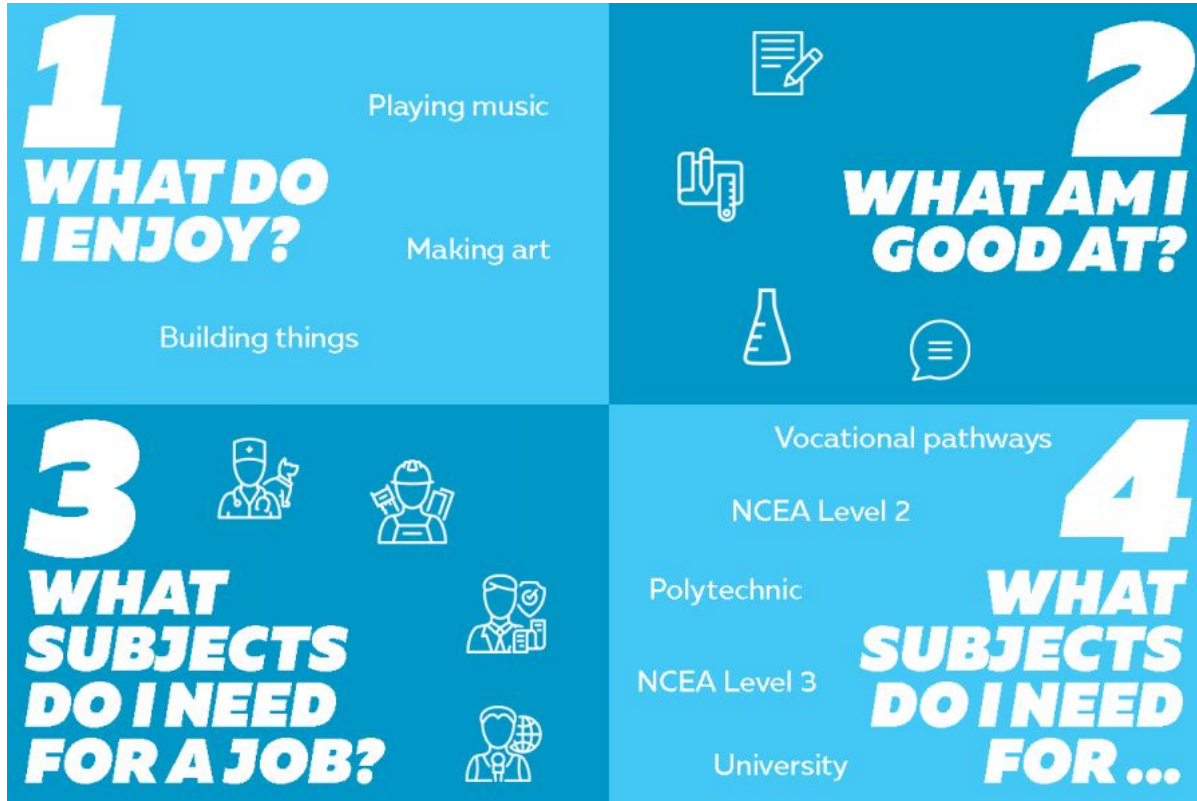 1
WHAT DO
I ENJOY?
Playing music
Making art
Building things
2
WHAT AM I
GOOD AT?
3
WHAT
SUBJECTS
DO I NEED
FOR A JOB?
4
WHAT
SUBJECTS
DO I NEED
FOR ...
Vocational pathways
NCEA Level 2
Polytechnic
NCEA Level 3
University